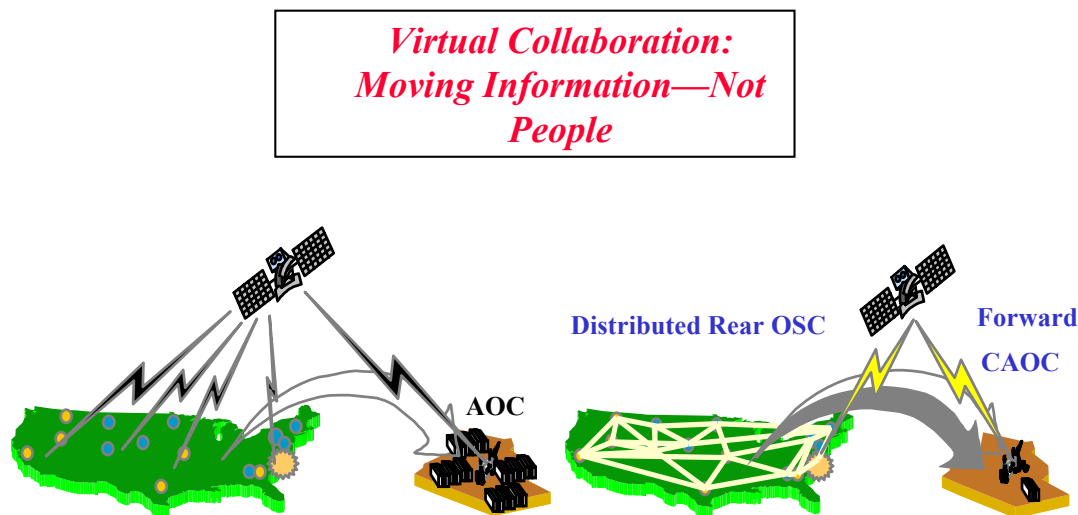 Virtual Collaboration:
Moving Information—Not
People
Distributed Rear OSC
Forward
CAOC
AOC